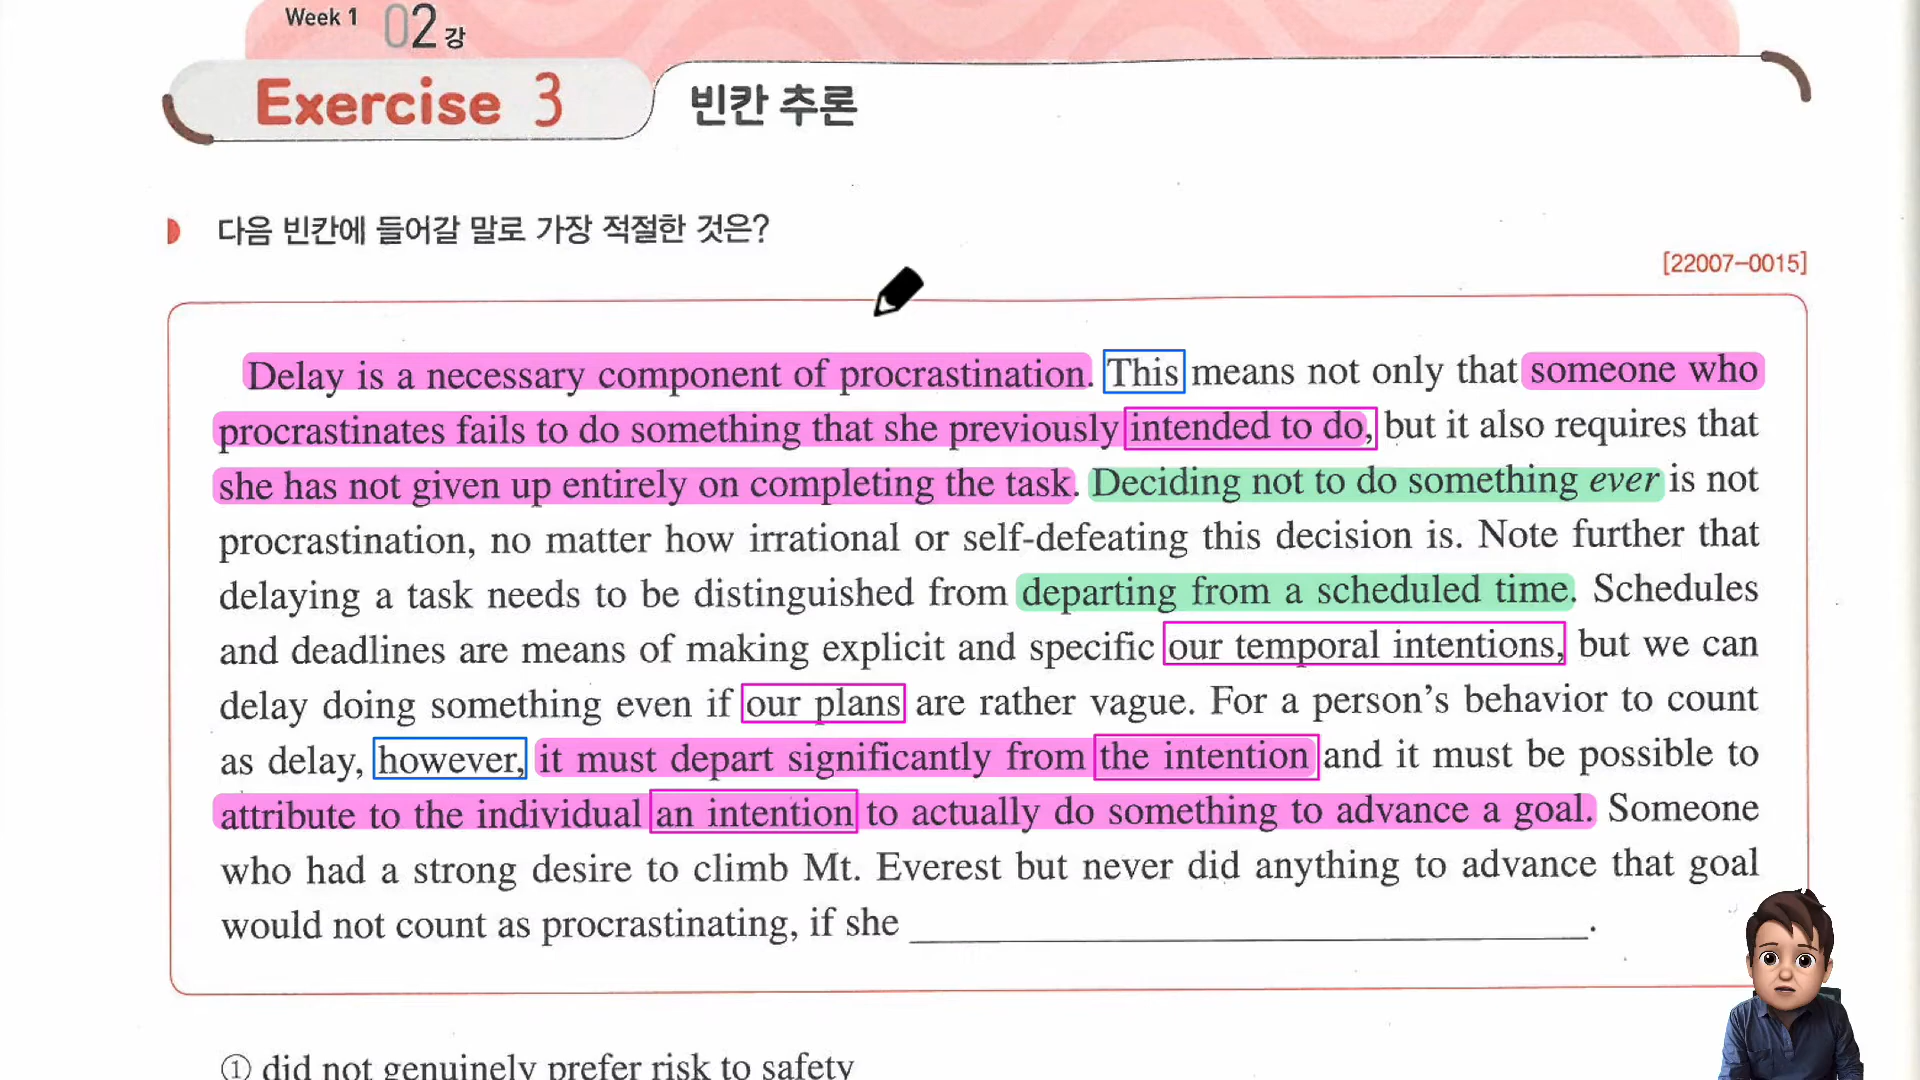 Week 1 02강
Exercise 3 빈칸 추론
다음 빈칸에 들어갈 말로 가장 적절한 것은?
[22007-0015]
Delay is a necessary component of procrastination. This means not only that someone who
procrastinates fails to do something that she previously intended to do, but it also requires that
she has not given up entirely on completing the task. Deciding not to do something ever is not
procrastination, no matter how irrational or self-defeating this decision is. Note further that
delaying a task needs to be distinguished from departing from a scheduled time. Schedules
and deadlines are means of making explicit and specific our temporal intentions, but we can
delay doing something even if our plans are rather vague. For a person's behavior to count
as delay, however, it must depart significantly from the intention and it must be possible to
attribute to the individual an intention to actually do something to advance a goal. Someone
who had a strong desire to climb Mt. Everest but never did anything to advance that goal
would not count as procrastinating, if she ______.
① did not genuinely prefer risk to safety